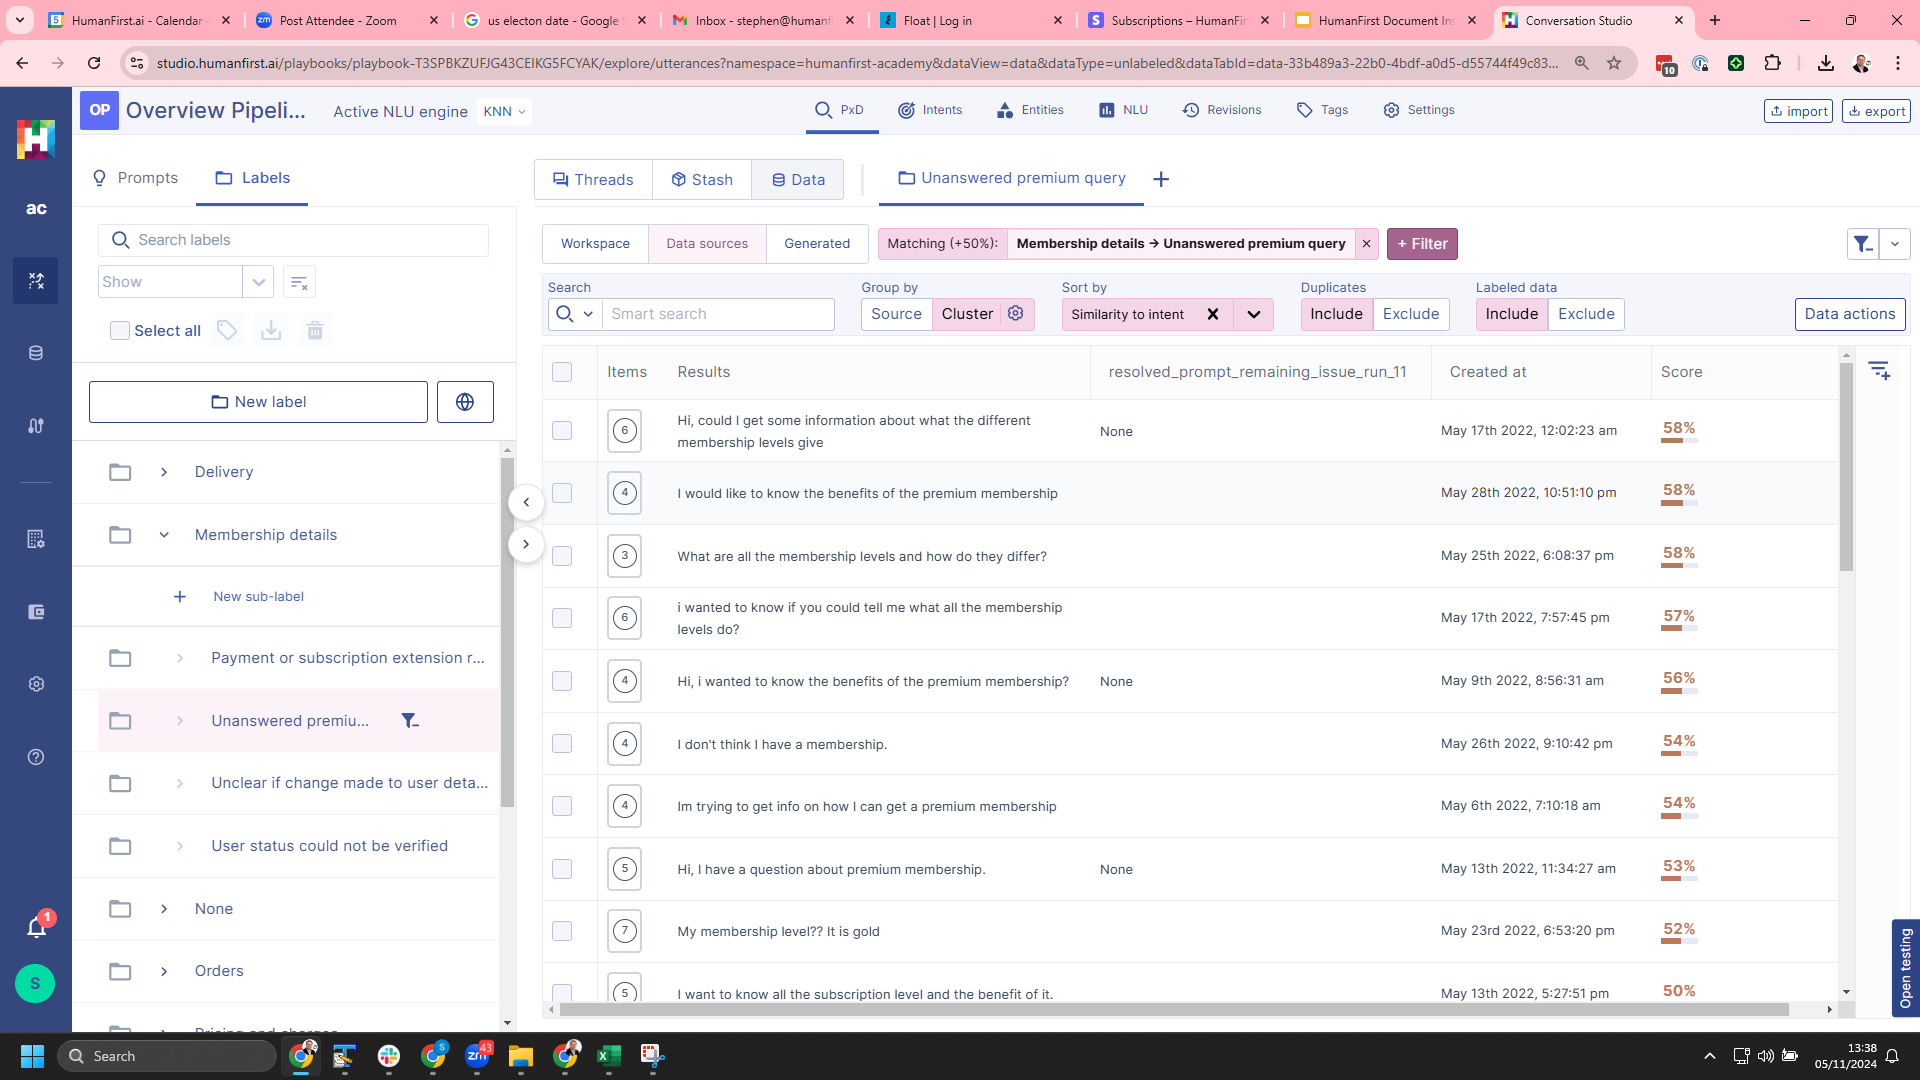 HumanFirst.ai - Calendar
Post Attendee - Zoom
us electon date - Google S
Inbox - stephen@humanfi
Float | Log in
Subscriptions – HumanFir
HumanFirst Document Ins
Conversation Studio
studio.humanfirst.ai/playbooks/playbook-T3SPBKZUFJG43CEIKG5FCYAK/explore/utterances?namespace=humanfirst-academy&dataView=data&dataType=unlabeled&dataTabId=data-33b489a3-22b0-4bdf-a0d5-d55744f49c83...
10
OP
Overview Pipeli...
Active NLU engine
KNN
PxD
Intents
Entities
NLU
Revisions
Tags
Settings
import
export
ac
Prompts
Labels
Search labels
Show
Select all
New label
Delivery
Membership details
+ New sub-label
Payment or subscription extension r...
Unanswered premiu...
Unclear if change made to user deta...
User status could not be verified
None
Orders
Pricing and charges
1
S
Threads
Stash
Data
Unanswered premium query
+
Workspace
Data sources
Generated
Matching (+50%): Membership details → Unanswered premium query ×
+ Filter
Search
Smart search
Group by
Source
Cluster
Sort by
Similarity to intent
Duplicates
Include
Exclude
Labeled data
Include
Exclude
Data actions
Items
Results
resolved_prompt_remaining_issue_run_11
Created at
Score
6
Hi, could I get some information about what the different
membership levels give
None
May 17th 2022, 12:02:23 am
58%
4
I would like to know the benefits of the premium membership
May 28th 2022, 10:51:10 pm
58%
3
What are all the membership levels and how do they differ?
May 25th 2022, 6:08:37 pm
58%
6
i wanted to know if you could tell me what all the membership
levels do?
May 17th 2022, 7:57:45 pm
57%
4
Hi, i wanted to know the benefits of the premium membership?
None
May 9th 2022, 8:56:31 am
56%
4
I don't think I have a membership.
May 26th 2022, 9:10:42 pm
54%
4
Im trying to get info on how I can get a premium membership
May 6th 2022, 7:10:18 am
54%
5
Hi, I have a question about premium membership.
None
May 13th 2022, 11:34:27 am
53%
7
My membership level?? It is gold
May 23rd 2022, 6:53:20 pm
52%
5
I want to know all the subscription level and the benefit of it.
May 13th 2022, 5:27:51 pm
50%
Open testing
Search
S
zm
43
13:38
05/11/2024